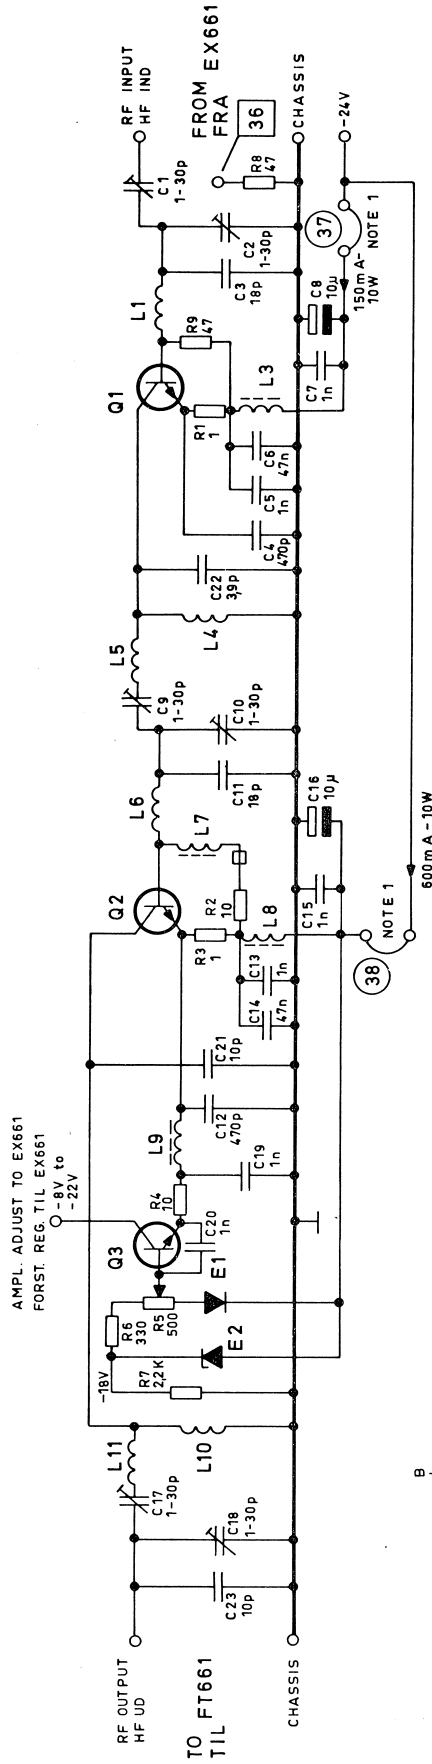 AMPL. ADJUST TO EX661
FORST. REG. TIL EX661
-8V to
-22V
RF OUTPUT
HF UD
TO
TIL FT661
CHASSIS
C23
10p
C18
1-30p
C17
1-30p
L11
L10
-18V
R7
2,2K
R6
330
R5
500
E2
E1
Q3
C20
1n
R4
10
L9
C19
1n
C12
470p
C21
10p
C14
47n
C13
1n
L8
R3
1
R2
10
Q2
L7
L6
C15
1n
C16
10µ
38
NOTE 1
600mA-10W
C11
18p
C10
1-30p
C9
1-30p
L5
L4
C22
3,9p
C4
470p
C5
1n
C6
47n
L3
R1
1
R9
47
Q1
L1
C7
1n
C8
10µ
150mA-
10W
37
NOTE 1
C3
18p
C2
1-30p
C1
1-30p
R8
47
RF INPUT
HF IND
FROM
FRA
EX661
36
CHASSIS
-24V
B